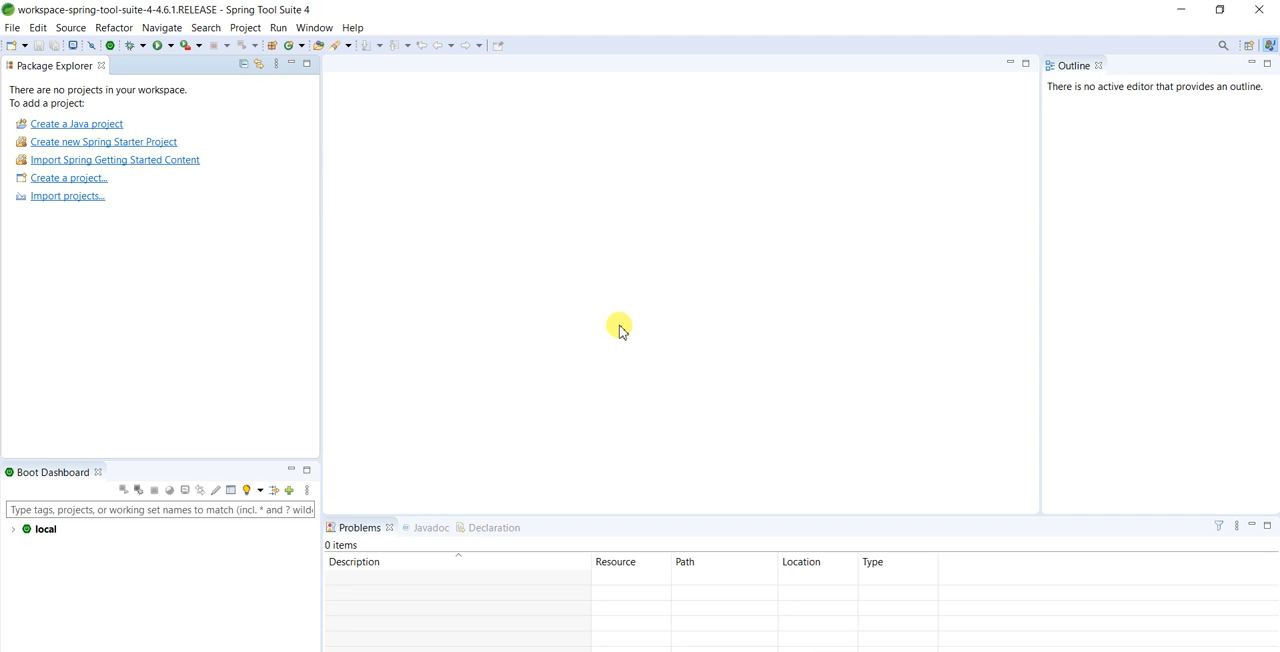 workspace-spring-tool-suite-4-4.6.1.RELEASE - Spring Tool Suite 4
File Edit Source Refactor Navigate Search Project Run Window Help
Package Explorer
There are no projects in your workspace.
To add a project:
Create a Java project
Create new Spring Starter Project
Import Spring Getting Started Content
Create a project...
Import projects...
Outline
There is no active editor that provides an outline.
Boot Dashboard
Type tags, projects, or working set names to match (incl. * and ? wild
local
Problems Javadoc Declaration
0 items
Description Resource Path Location Type